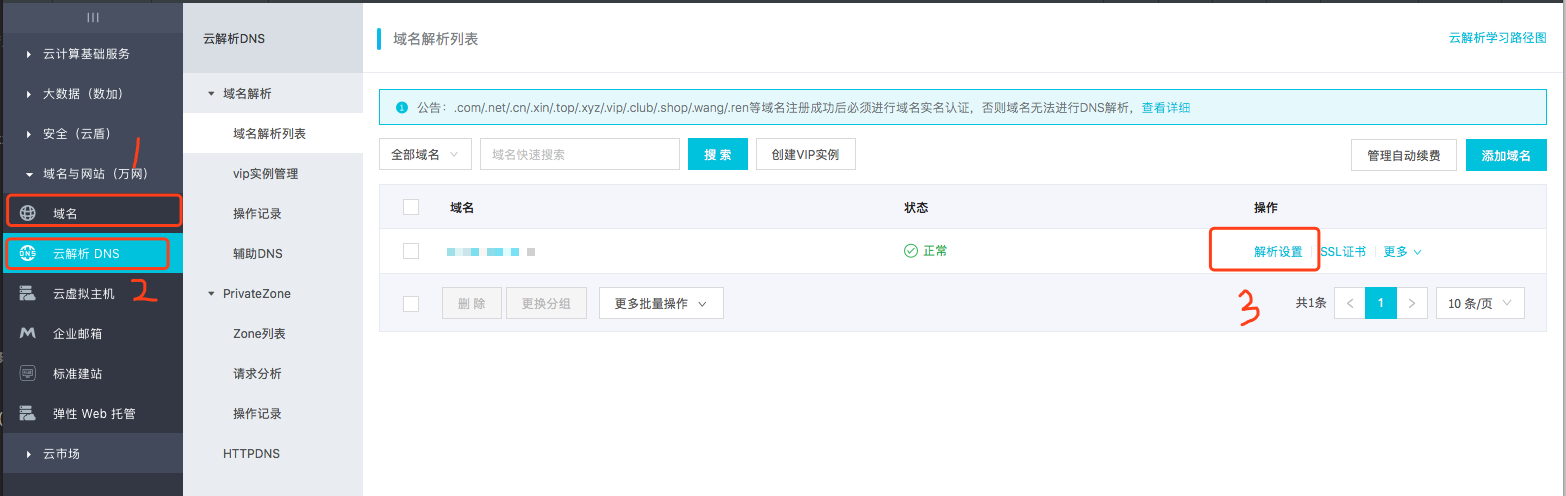 云计算基础服务
大数据（数加）
安全（云盾）
1
域名与网站（万网）
域名
DNS
云解析 DNS
云虚拟主机
2
企业邮箱
标准建站
弹性 Web 托管
云市场
云解析DNS
域名解析
域名解析列表
vip实例管理
操作记录
辅助DNS
PrivateZone
Zone列表
请求分析
操作记录
HTTPDNS
域名解析列表
云解析学习路径图
公告：.com/.net/.cn/.xin/.top/.xyz/.vip/.club/.shop/.wang/.ren等域名注册成功后必须进行域名实名认证，否则域名无法进行DNS解析，查看详细
全部域名 域名快速搜索 搜 索 创建VIP实例 管理自动续费 添加域名
域名 状态 操作
正常 解析设置 SSL证书 更多
3
删 除 更换分组 更多批量操作 共1条 < 1 > 10 条/页